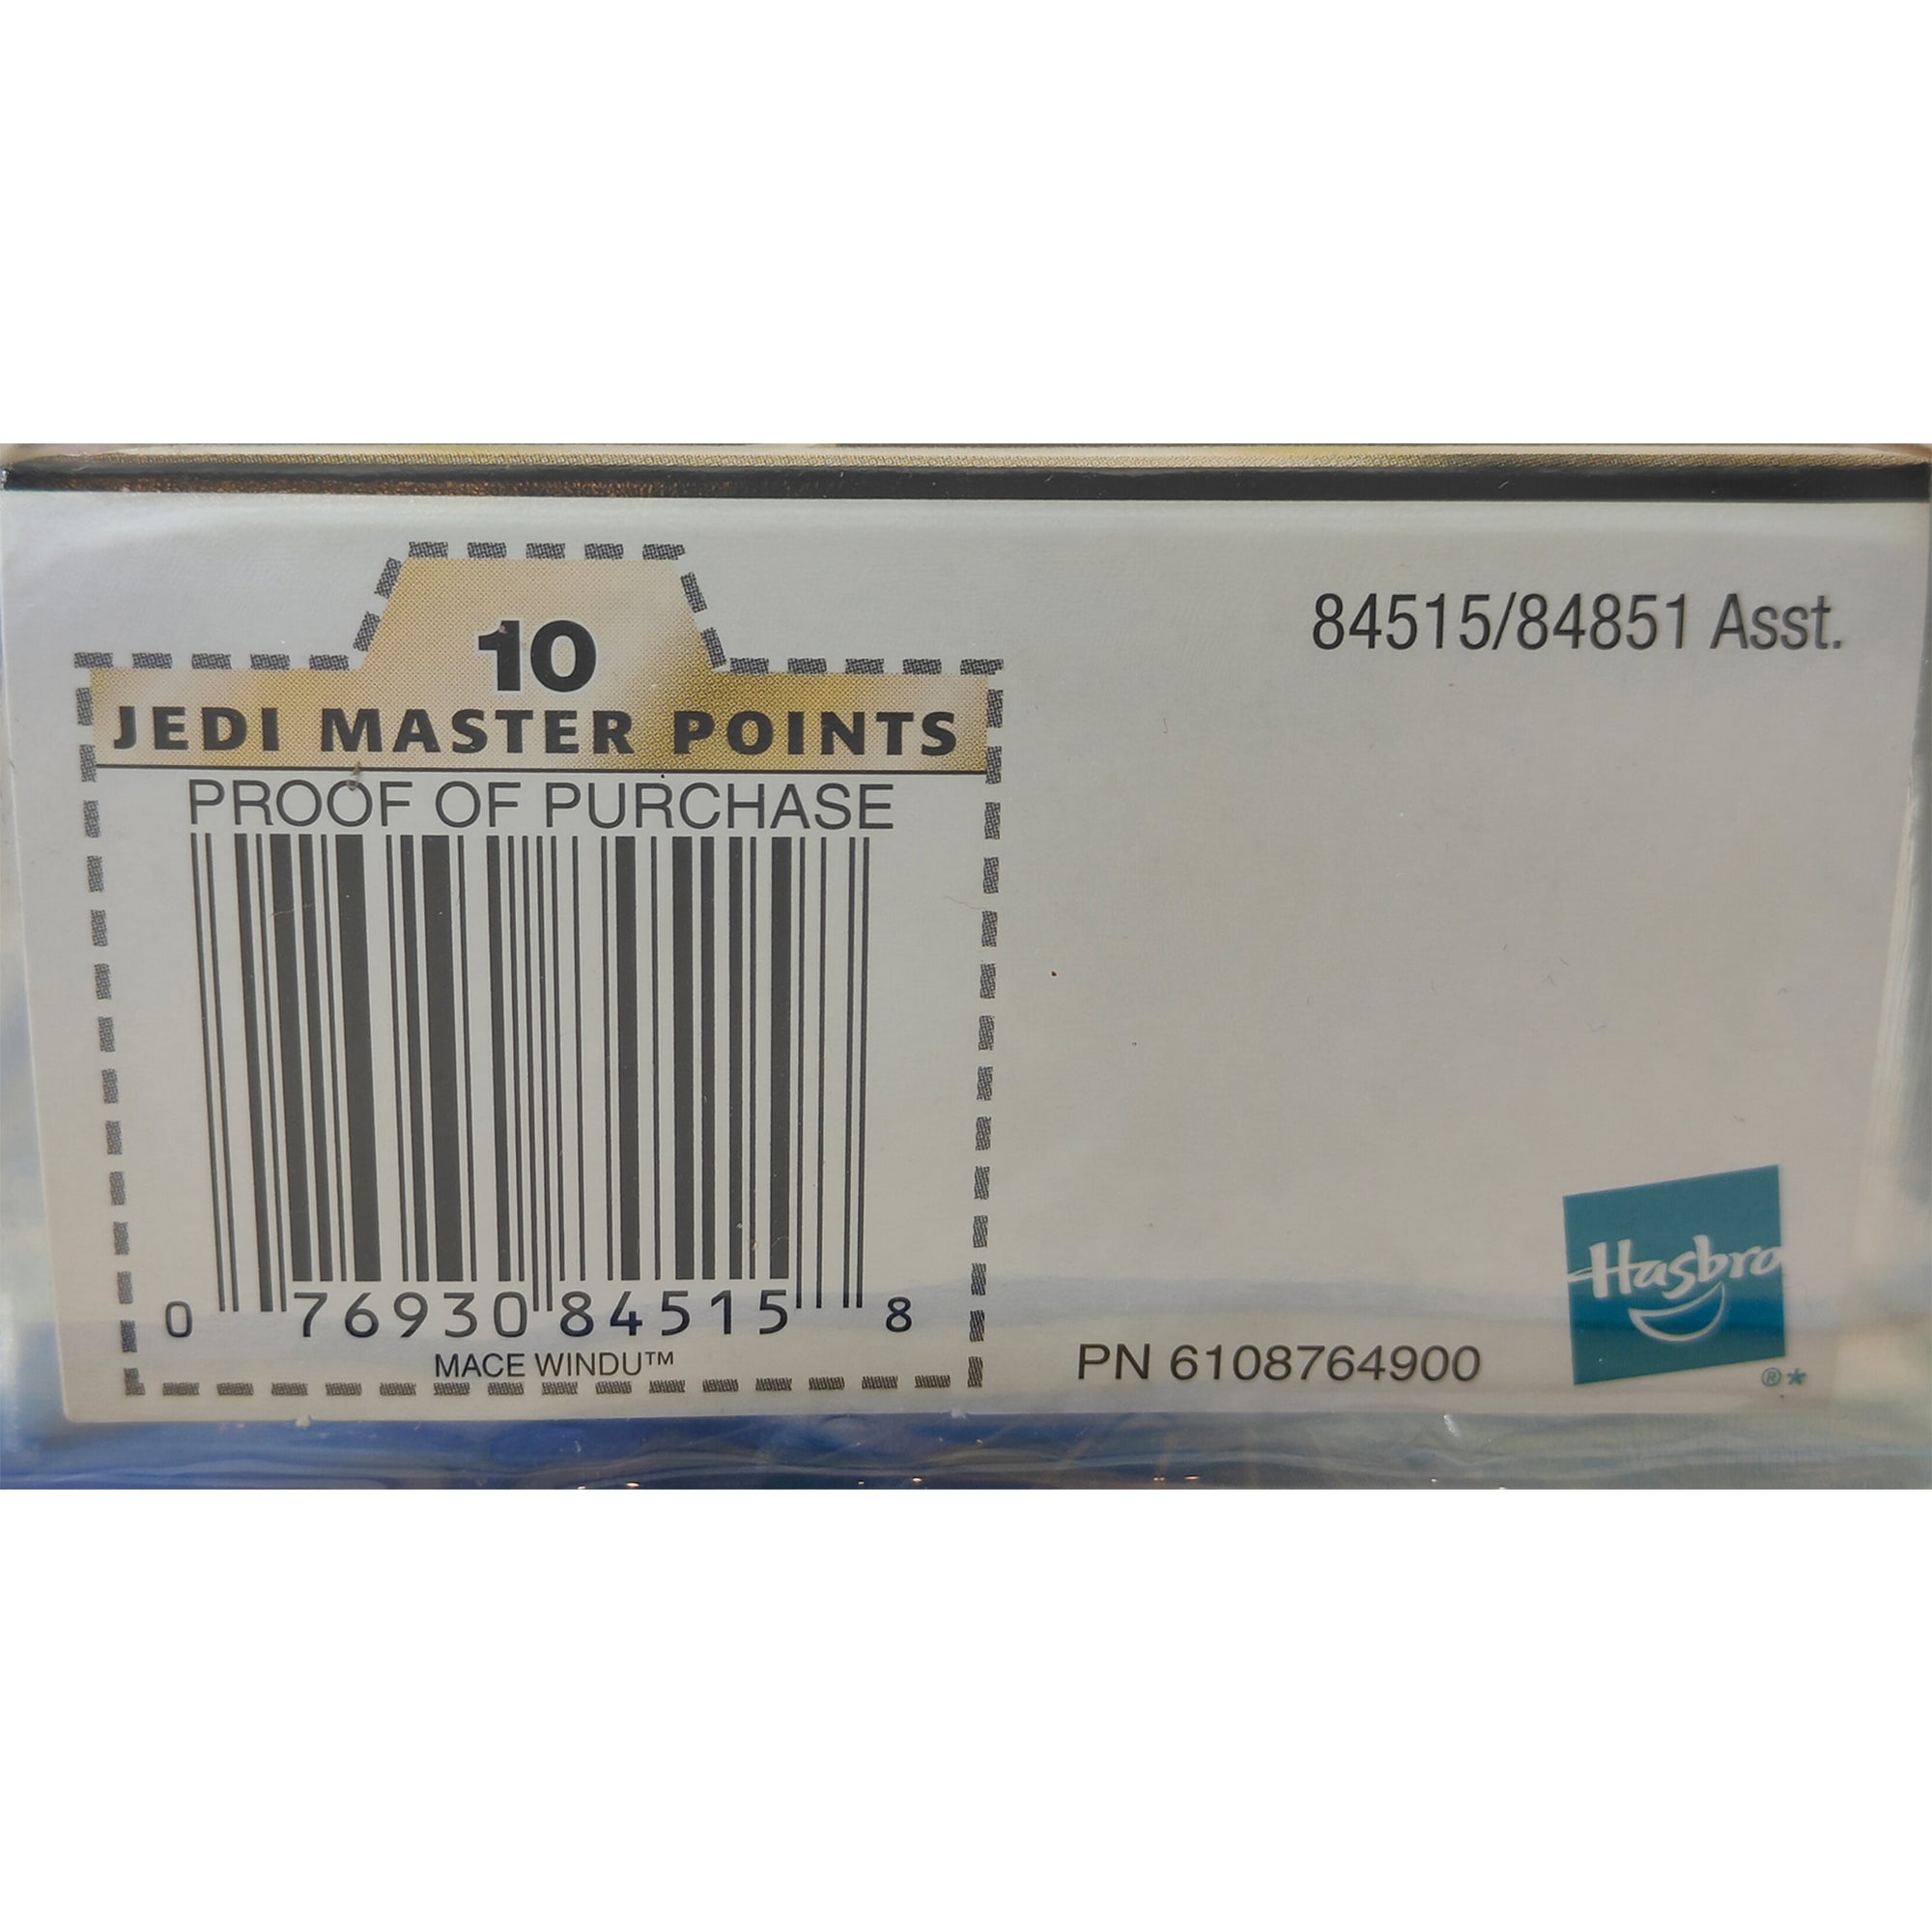 10
JEDI MASTER POINTS
PROOF OF PURCHASE
0 76930 84515 8
MACE WINDU™
84515/84851 Asst.
PN 6108764900
Hasbro
®*